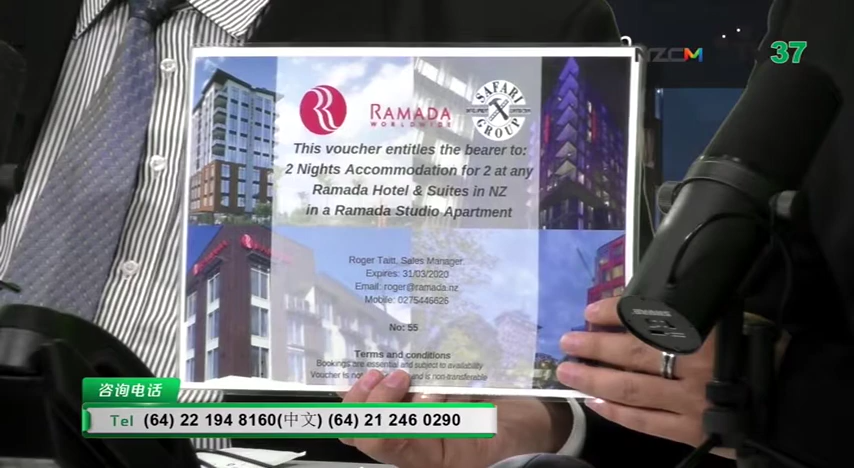 NZCM
37
R RAMADA
WORLDWIDE
SAFARI
GROUP
This voucher entitles the bearer to:
2 Nights Accommodation for 2 at any
Ramada Hotel & Suites in NZ
in a Ramada Studio Apartment
Roger Taitt, Sales Manager
Expires: 31/03/2020
Email: roger@ramada.nz
Mobile: 0275446626
No: 55
Terms and conditions
Bookings are essential and subject to availability
Voucher is and is non-transferable
咨询电话
Tel (64) 22 194 8160(中文) (64) 21 246 0290